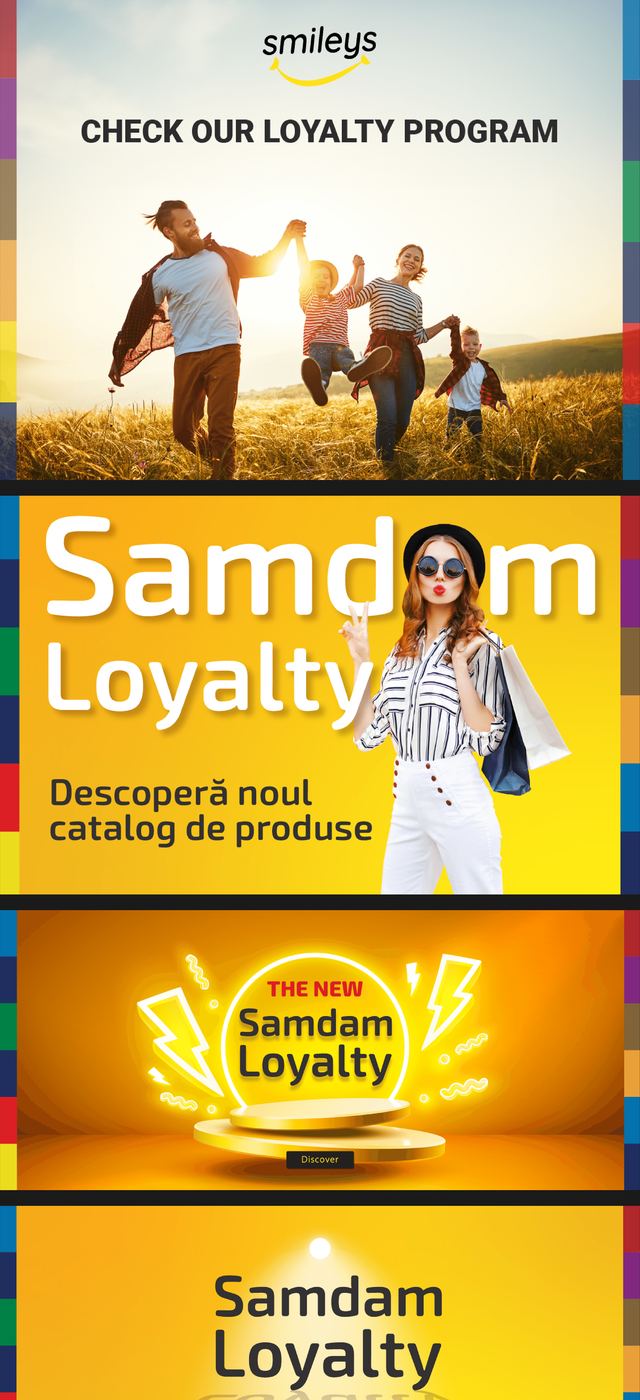 smileys
CHECK OUR LOYALTY PROGRAM
Samdam
Loyalty
Descoperă noul
catalog de produse
THE NEW
Samdam
Loyalty
Discover
Samdam
Loyalty